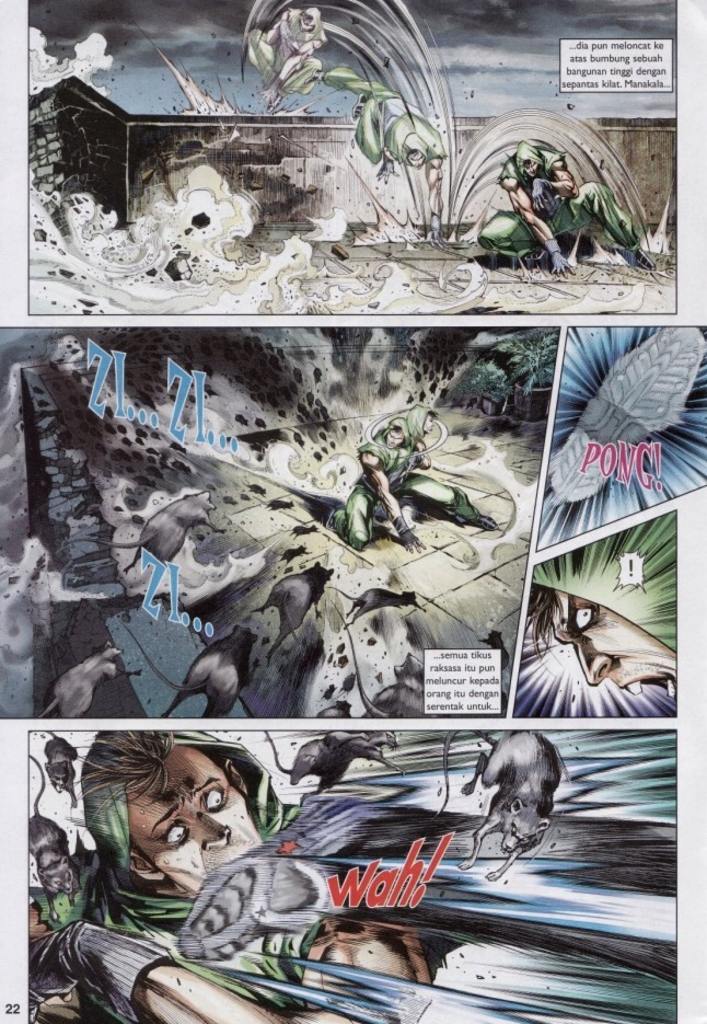 ...dia pun meloncat ke
atas bumbung sebuah
bangunan tinggi dengan
sepantas kilat. Manakala...
ZI... ZI...
PONG!
ZI...
!
...semua tikus
raksasa itu pun
meluncur kepada
orang itu dengan
serentak untuk...
Wah!
22